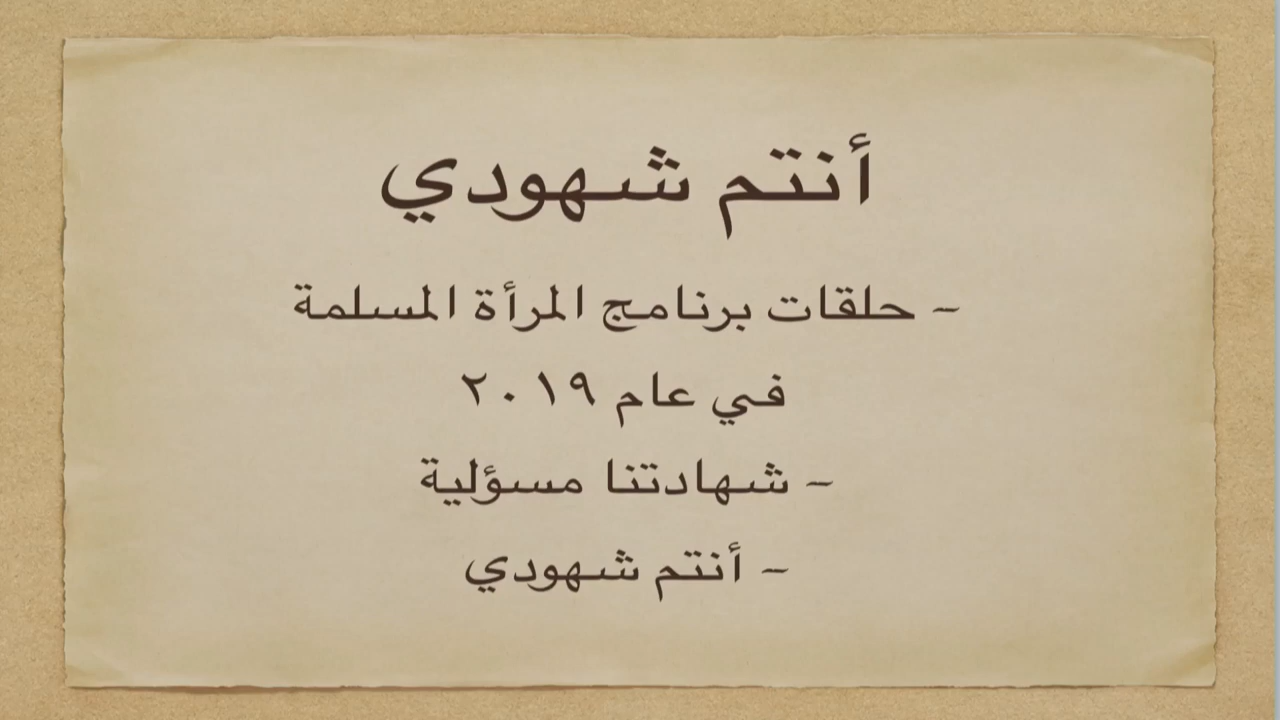 أنتم شهودي
- حلقات برنامج المرأة المسلمة
في عام ٢٠١٩
- شهادتنا مسؤلية
- أنتم شهودي